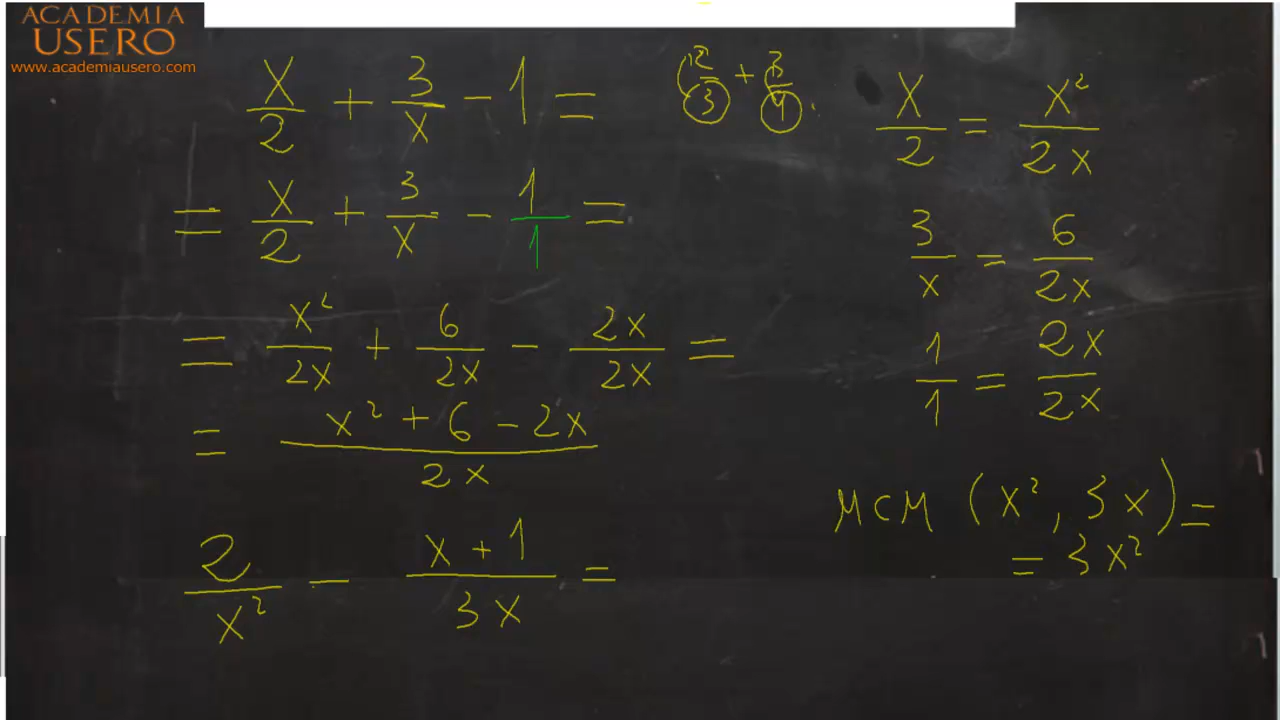 ACADEMIA
USERO
www.academiausero.com
x/2 + 3/x - 1 =
= x/2 + 3/x - 1/1 =
= x²/2x + 6/2x - 2x/2x =
= (x² + 6 - 2x)/2x
2/x² - (x + 1)/3x =
2/3 + 3/4
x/2 = x²/2x
3/x = 6/2x
1/1 = 2x/2x
MCM (x², 3x) =
= 3x²